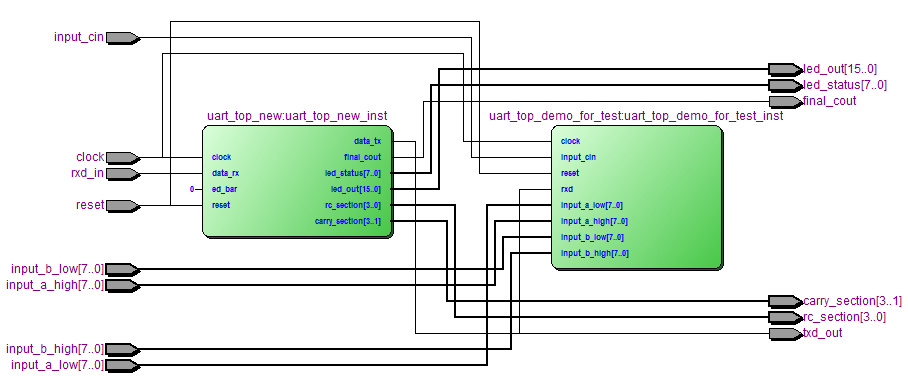 input_cin
led_out[15..0]
led_status[7..0]
final_cout
uart_top_new:uart_top_new_inst
uart_top_demo_for_test:uart_top_demo_for_test_inst
clock
rxd_in
reset
clock
data_rx
0
ed_bar
reset
data_tx
final_cout
led_status[7..0]
led_out[15..0]
rc_section[3..0]
carry_section[3..1]
clock
input_cin
reset
rxd
input_a_low[7..0]
input_a_high[7..0]
input_b_low[7..0]
input_b_high[7..0]
input_b_low[7..0]
input_a_high[7..0]
input_b_high[7..0]
input_a_low[7..0]
carry_section[3..1]
rc_section[3..0]
txd_out